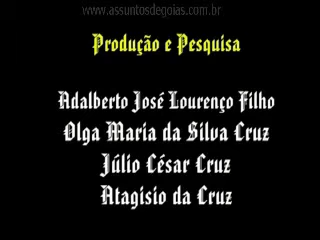 www.assuntosdegoias.com.br
Produção e Pesquisa
Adalberto José Lourenço Filho
Olga Maria da Silva Cruz
Júlio César Cruz
Atagisio da Cruz